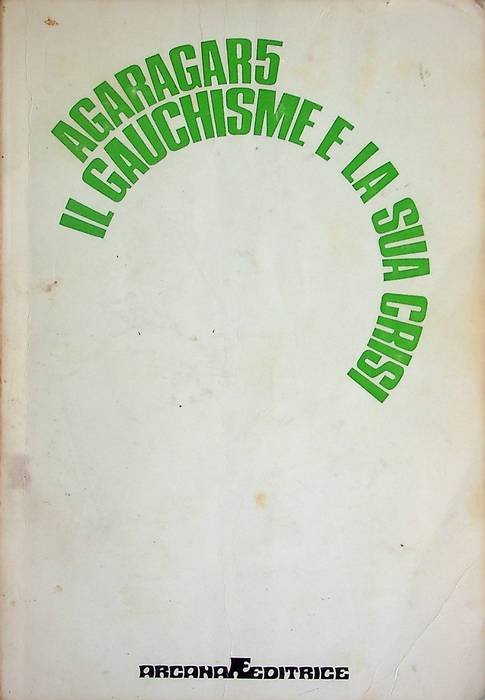 AGARAGAR5
IL GAUCHISME E LA SUA CRISI
ARCANA Æ EDITRICE